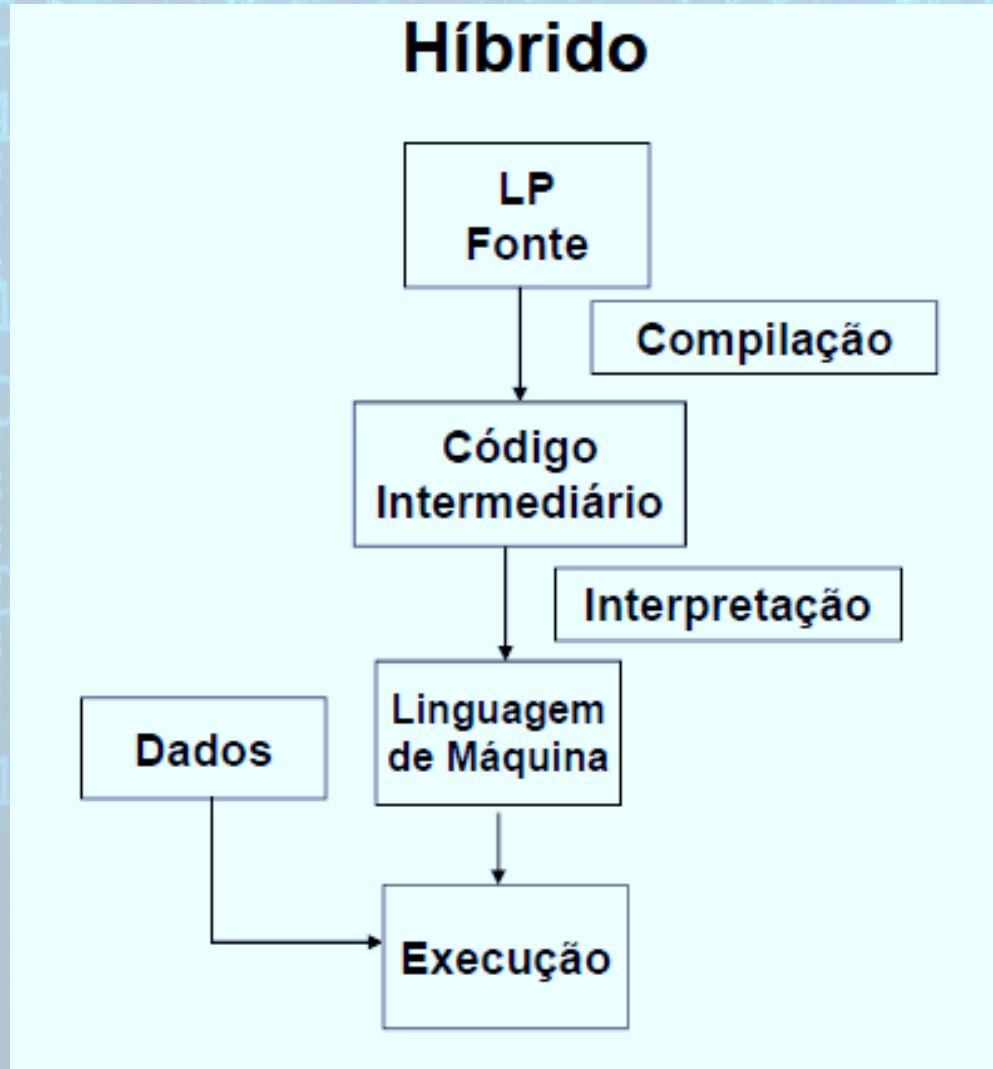 Híbrido
LP
Fonte
Compilação
Código
Intermediário
Interpretação
Linguagem
de Máquina
Dados
Execução